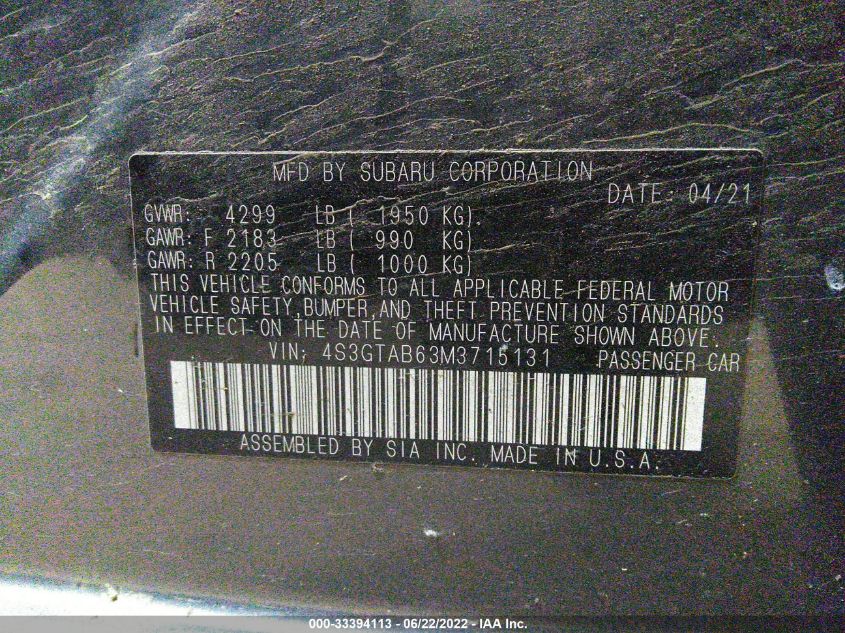 MFD BY SUBARU CORPORATION
DATE: 04/21
GVWR: 4299 LB ( 1950 KG).
GAWR: F 2183 LB ( 990 KG)
GAWR: R 2205 LB ( 1000 KG)
THIS VEHICLE CONFORMS TO ALL APPLICABLE FEDERAL MOTOR
VEHICLE SAFETY,BUMPER,AND THEFT PREVENTION STANDARDS
IN EFFECT ON THE DATE OF MANUFACTURE SHOWN ABOVE.
VIN: 4S3GTAB63M3715131 PASSENGER CAR
ASSEMBLED BY SIA INC. MADE IN U.S.A.
000-33394113 - 06/22/2022 - IAA Inc.